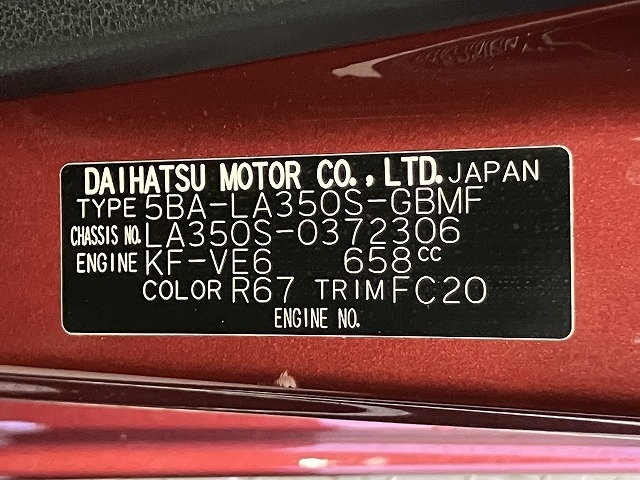 DAIHATSU MOTOR CO., LTD. JAPAN
TYPE 5BA-LA350S-GBMF
CHASSIS NO. LA350S-0372306
ENGINE KF-VE6 658cc
COLOR R67 TRIM FC20
ENGINE NO.